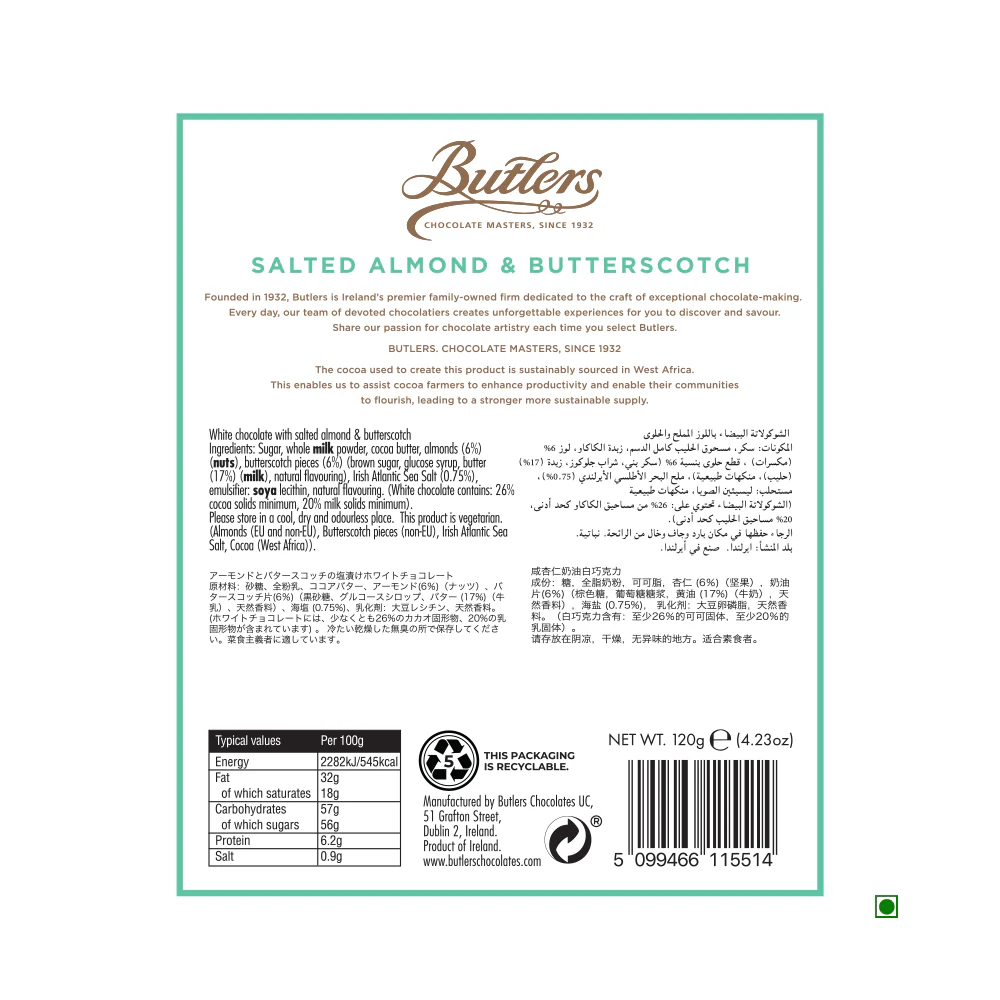 Butlers
CHOCOLATE MASTERS, SINCE 1932
SALTED ALMOND & BUTTERSCOTCH
Founded in 1932, Butlers is Ireland's premier family-owned firm dedicated to the craft of exceptional chocolate-making.
Every day, our team of devoted chocolatiers creates unforgettable experiences for you to discover and savour.
Share our passion for chocolate artistry each time you select Butlers.
BUTLERS. CHOCOLATE MASTERS, SINCE 1932
The cocoa used to create this product is sustainably sourced in West Africa.
This enables us to assist cocoa farmers to enhance productivity and enable their communities
to flourish, leading to a stronger more sustainable supply.
White chocolate with salted almond & butterscotch
Ingredients: Sugar, whole milk powder, cocoa butter, almonds (6%)
(nuts), butterscotch pieces (6%) (brown sugar, glucose syrup, butter
(17%) (milk), natural flavouring), Irish Atlantic Sea Salt (0.75%),
emulsifier: soya lecithin, natural flavouring. (White chocolate contains: 26%
cocoa solids minimum, 20% milk solids minimum).
Please store in a cool, dry and odourless place. This product is vegetarian.
(Almonds (EU and non-EU), Butterscotch pieces (non-EU), Irish Atlantic Sea
Salt, Cocoa (West Africa)).
الشوكولاتة البيضاء باللوز المملح والحلوى
المكونات: سكر، مسحوق الحليب كامل الدسم، زبدة الكاكاو، لوز 6%
(مكسرات) ، قطع حلوى بنسبة 6% (سكر بني، شراب جلوكوز، زبدة (17%)
(حليب)، منكهات طبيعية)، ملح البحر الأطلسي الأيرلندي (0.75%) ،
مستحلب: ليسيثين الصويا، منكهات طبيعية
(الشوكولاتة البيضاء تحتوي على: 26% من مساحيق الكاكاو كحد أدنى،
20% مساحيق الحليب كحد أدنى) .
الرجاء حفظها في مكان بارد وجاف وخال من الرائحة. نباتية.
بلد المنشأ: ايرلندا. صنع في أيرلندا.
アーモンドとバタースコッチの塩漬けホワイトチョコレート
原材料: 砂糖、全粉乳、ココアバター、アーモンド(6%)（ナッツ）、バ
タースコッチ片(6%)（黒砂糖、グルコースシロップ、バター (17%)（牛
乳）、天然香料）、海塩 (0.75%)、乳化剤：大豆レシチン、天然香料。
(ホワイトチョコレートには、少なくとも26%のカカオ固形物、20%の乳
固形物が含まれています) 。冷たい乾燥した無臭の所で保存してくださ
い。菜食主義者に適しています。
咸杏仁奶油白巧克力
成份：糖，全脂奶粉，可可脂，杏仁 (6%)（坚果），奶油
片(6%)（棕色糖，葡萄糖糖浆，黄油 (17%)（牛奶），天
然香料），海盐 (0.75%)， 乳化剂：大豆卵磷脂，天然香
料。（白巧克力含有：至少26%的可可固体，至少20%的
乳固体）。
请存放在阴凉，干燥，无异味的地方。适合素食者。
Typical values Per 100g
Energy 2282kJ/545kcal
Fat 32g
of which saturates 18g
Carbohydrates 57g
of which sugars 56g
Protein 6.2g
Salt 0.9g
5
THIS PACKAGING
IS RECYCLABLE.
Manufactured by Butlers Chocolates UC,
51 Grafton Street,
Dublin 2, Ireland.
Product of Ireland.
www.butlerschocolates.com
®
NET WT. 120g ℮ (4.23oz)
5 099466 115514